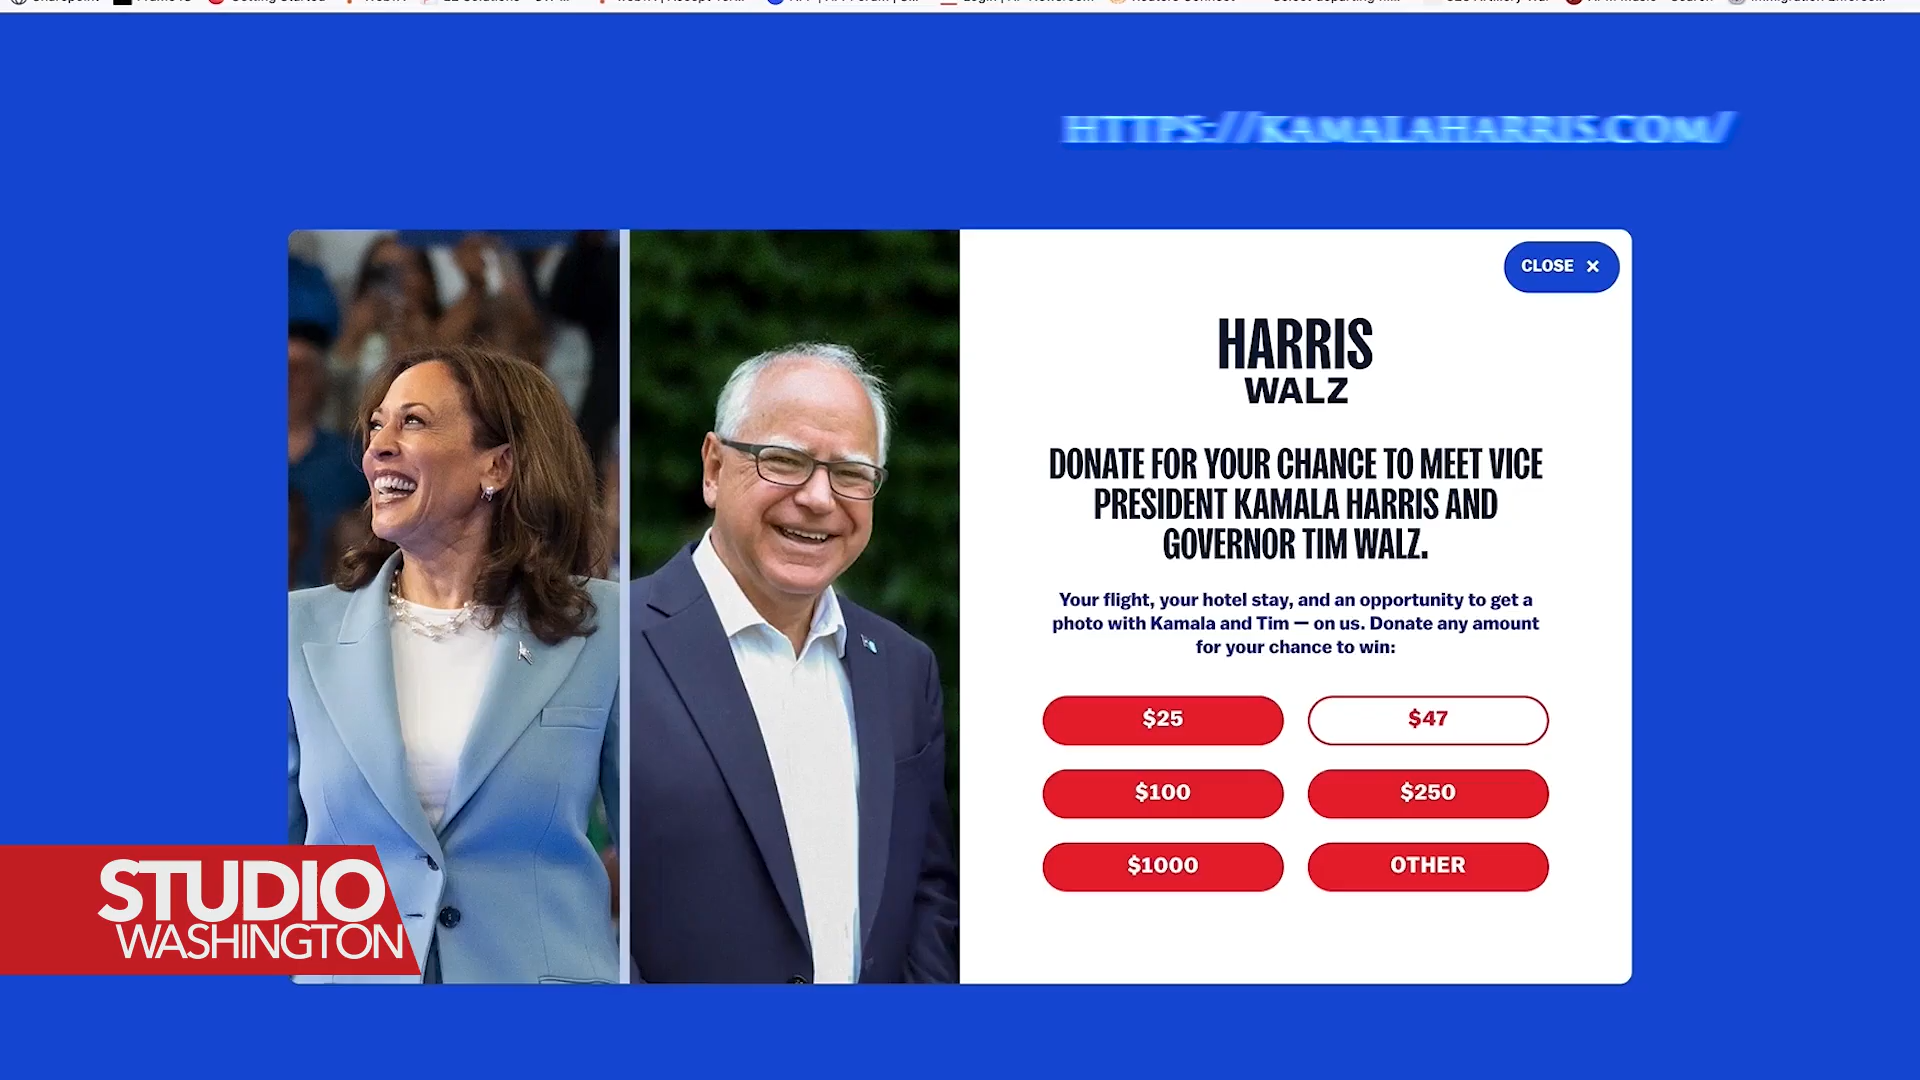 HTTPS://KAMALAHARRIS.COM/
CLOSE ×
HARRIS
WALZ
DONATE FOR YOUR CHANCE TO MEET VICE
PRESIDENT KAMALA HARRIS AND
GOVERNOR TIM WALZ.
Your flight, your hotel stay, and an opportunity to get a
photo with Kamala and Tim — on us. Donate any amount
for your chance to win:
$25
$47
$100
$250
$1000
OTHER
STUDIO
WASHINGTON